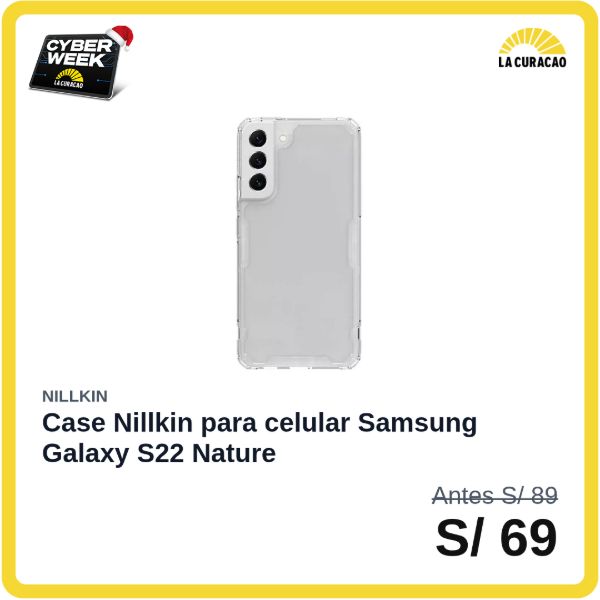 CYBER
WEEK
LA CURACAO
LA CURACAO
NILLKIN
Case Nillkin para celular Samsung
Galaxy S22 Nature
Antes S/ 89
S/ 69